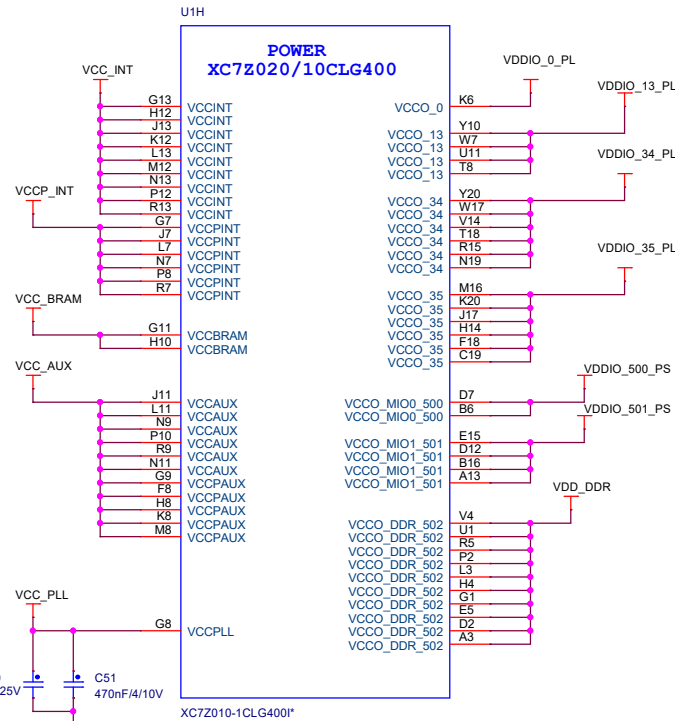 U1H
POWER
XC7Z020/10CLG400
VCC_INT
VDDIO_0_PL
VDDIO_13_PL
G13 VCCINT
H12 VCCINT
J13 VCCINT
K12 VCCINT
L13 VCCINT
M12 VCCINT
N13 VCCINT
P12 VCCINT
R13 VCCINT
VCCP_INT
G7 VCCPINT
J7 VCCPINT
L7 VCCPINT
N7 VCCPINT
P8 VCCPINT
R7 VCCPINT
VCC_BRAM
G11 VCCBRAM
H10 VCCBRAM
VCC_AUX
J11 VCCAUX
L11 VCCAUX
N9 VCCAUX
P10 VCCAUX
R9 VCCAUX
N11 VCCAUX
G9 VCCPAUX
F8 VCCPAUX
H8 VCCPAUX
K8 VCCPAUX
M8 VCCPAUX
VCC_PLL
G8 VCCPLL
25V
C51
470nF/4/10V
VCCO_0 K6
VCCO_13 Y10
VCCO_13 W7
VCCO_13 U11
VCCO_13 T8
VDDIO_34_PL
VCCO_34 Y20
VCCO_34 W17
VCCO_34 V14
VCCO_34 T18
VCCO_34 R15
VCCO_34 N19
VDDIO_35_PL
VCCO_35 M16
VCCO_35 K20
VCCO_35 J17
VCCO_35 H14
VCCO_35 F18
VCCO_35 C19
VDDIO_500_PS
VCCO_MIO0_500 D7
VCCO_MIO0_500 B6
VDDIO_501_PS
VCCO_MIO1_501 E15
VCCO_MIO1_501 D12
VCCO_MIO1_501 B16
VCCO_MIO1_501 A13
VDD_DDR
VCCO_DDR_502 V4
VCCO_DDR_502 U1
VCCO_DDR_502 R5
VCCO_DDR_502 P2
VCCO_DDR_502 L3
VCCO_DDR_502 H4
VCCO_DDR_502 G1
VCCO_DDR_502 E5
VCCO_DDR_502 D2
VCCO_DDR_502 A3
XC7Z010-1CLG400I*